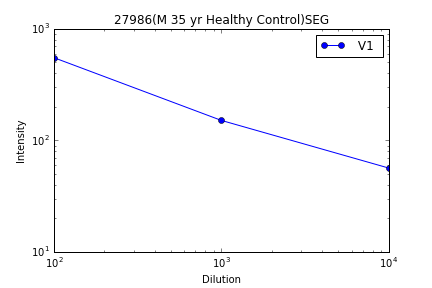 27986(M 35 yr Healthy Control)SEG
V1
Intensity
10³
10²
10¹
10²
10³
10⁴
Dilution